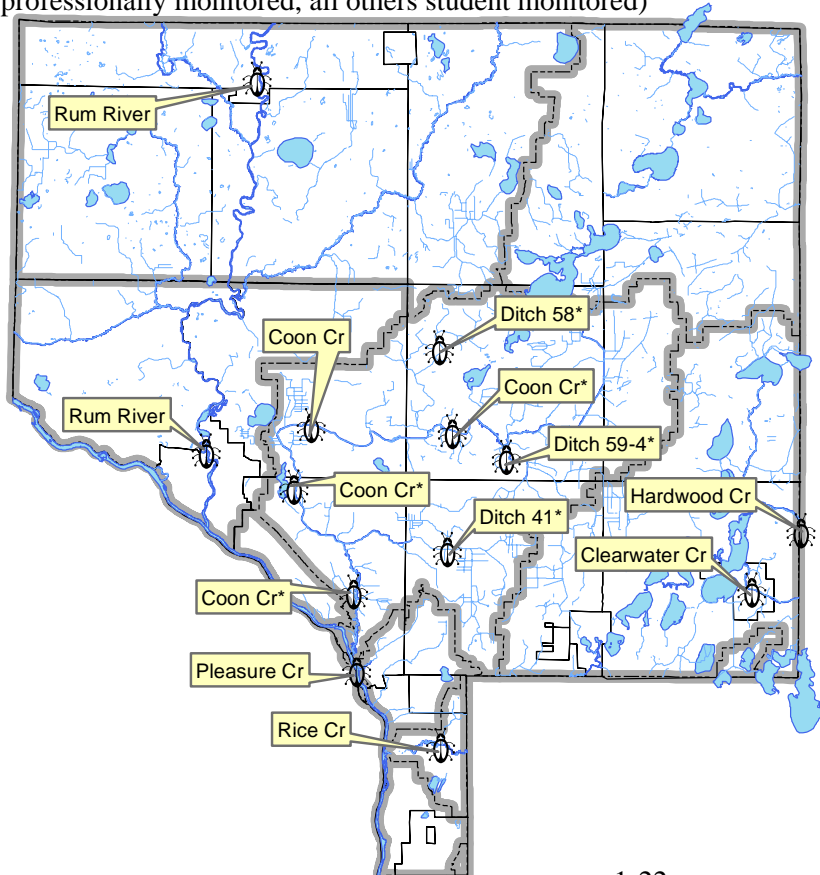 professionally monitored, all others student monitored)
Rum River
Ditch 58*
Coon Cr
Coon Cr*
Rum River
Ditch 59-4*
Coon Cr*
Hardwood Cr
Ditch 41*
Clearwater Cr
Coon Cr*
Pleasure Cr
Rice Cr